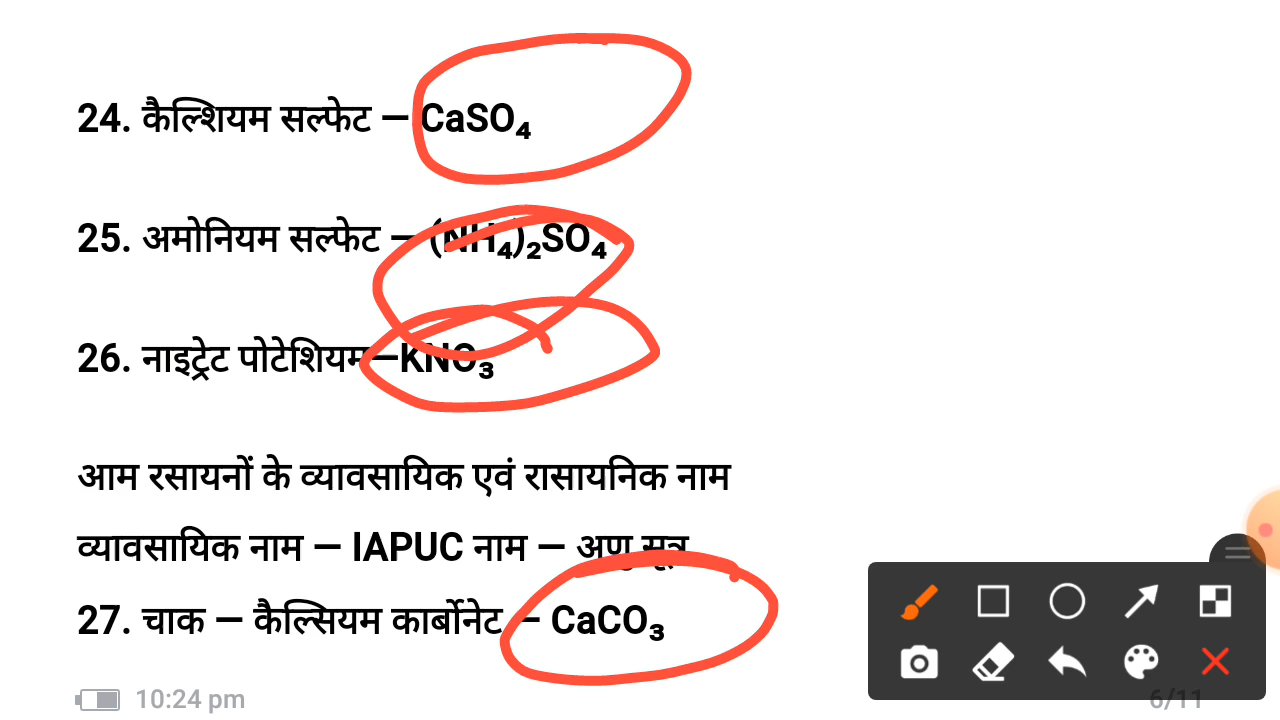 24. कैल्शियम सल्फेट — CaSO₄
25. अमोनियम सल्फेट — (NH₄)₂SO₄
26. नाइट्रेट पोटेशियम—KNO₃
आम रसायनों के व्यावसायिक एवं रासायनिक नाम
व्यावसायिक नाम — IAPUC नाम — अणु सूत्र
27. चाक — कैल्सियम कार्बोनेट — CaCO₃
10:24 pm
6/11